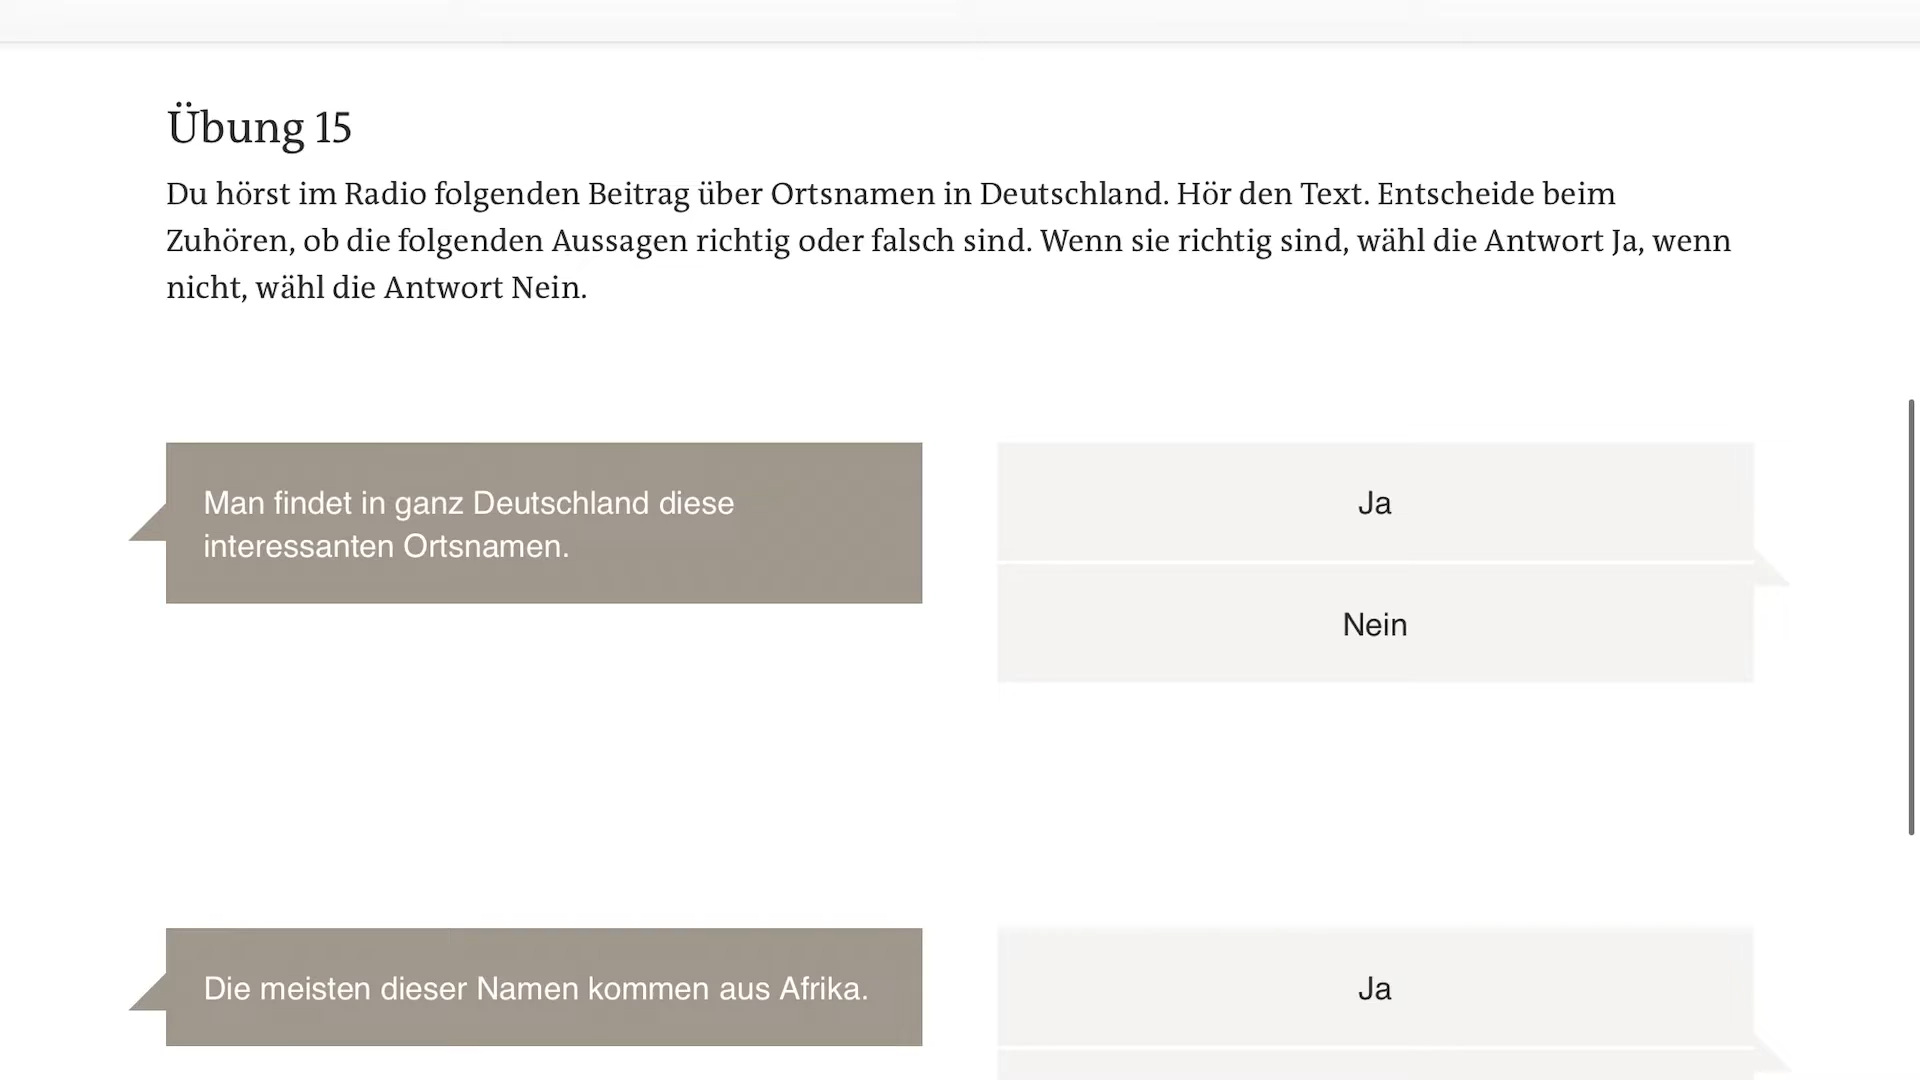 Übung 15
Du hörst im Radio folgenden Beitrag über Ortsnamen in Deutschland. Hör den Text. Entscheide beim
Zuhören, ob die folgenden Aussagen richtig oder falsch sind. Wenn sie richtig sind, wähl die Antwort Ja, wenn
nicht, wähl die Antwort Nein.
Man findet in ganz Deutschland diese
interessanten Ortsnamen.
Ja
Nein
Die meisten dieser Namen kommen aus Afrika.
Ja